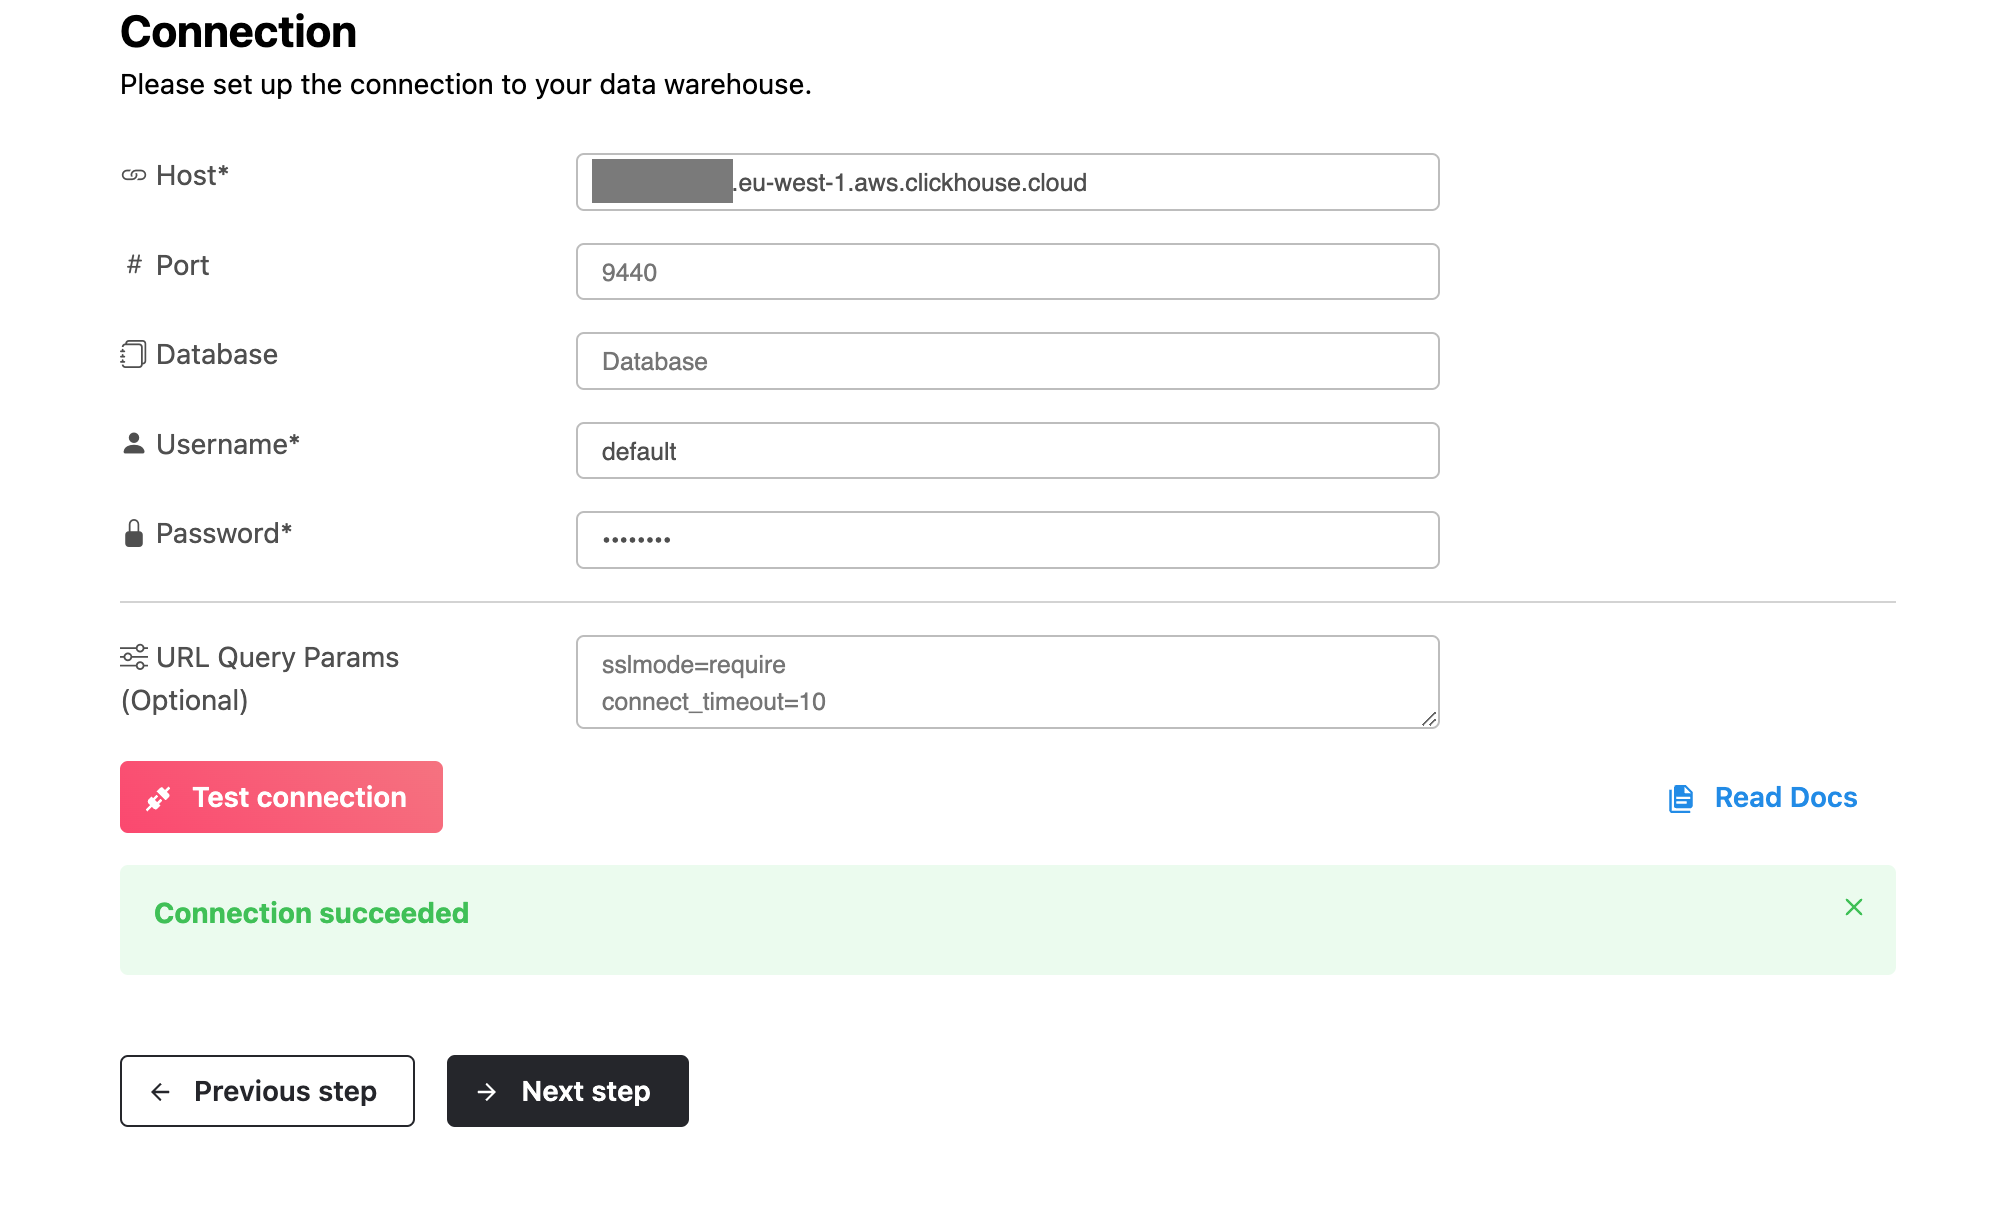 Connection
Please set up the connection to your data warehouse.
Host*
.eu-west-1.aws.clickhouse.cloud
# Port
9440
Database
Database
Username*
default
Password*
••••••••
URL Query Params
(Optional)
sslmode=require
connect_timeout=10
Test connection
Read Docs
Connection succeeded
Previous step
Next step